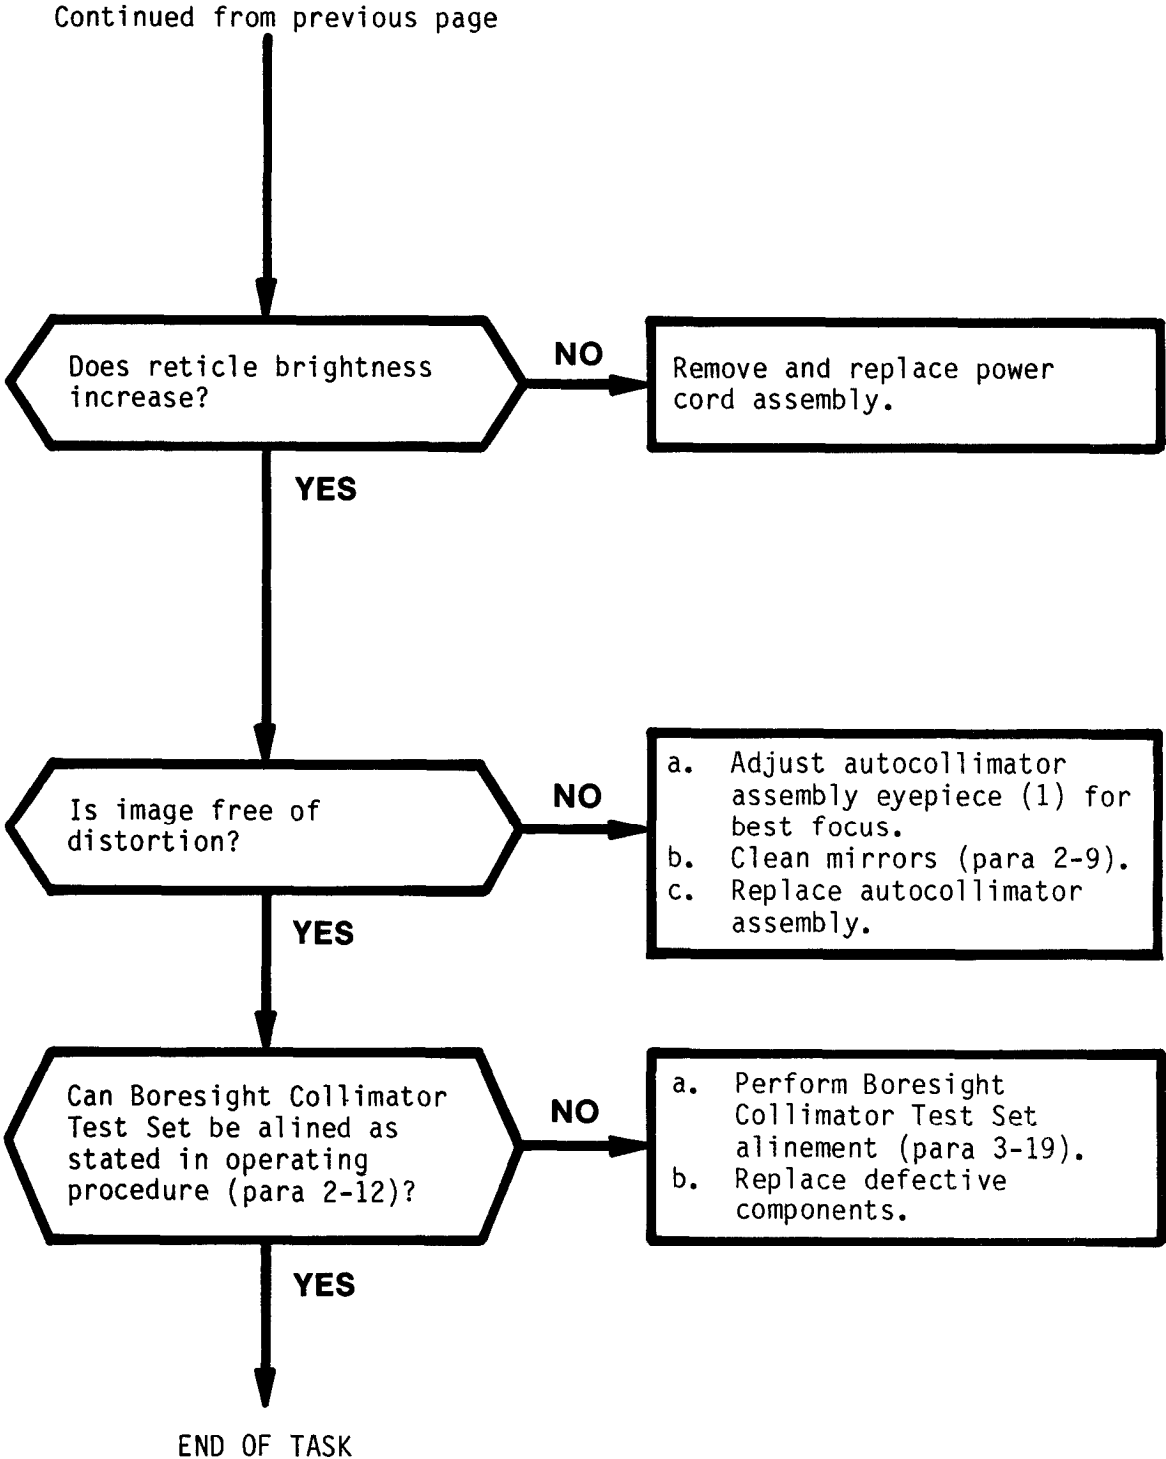 Continued from previous page
Does reticle brightness
increase?
NO
Remove and replace power
cord assembly.
YES
Is image free of
distortion?
NO
a. Adjust autocollimator
assembly eyepiece (1) for
best focus.
b. Clean mirrors (para 2-9).
c. Replace autocollimator
assembly.
YES
Can Boresight Collimator
Test Set be alined as
stated in operating
procedure (para 2-12)?
NO
a. Perform Boresight
Collimator Test Set
alinement (para 3-19).
b. Replace defective
components.
YES
END OF TASK